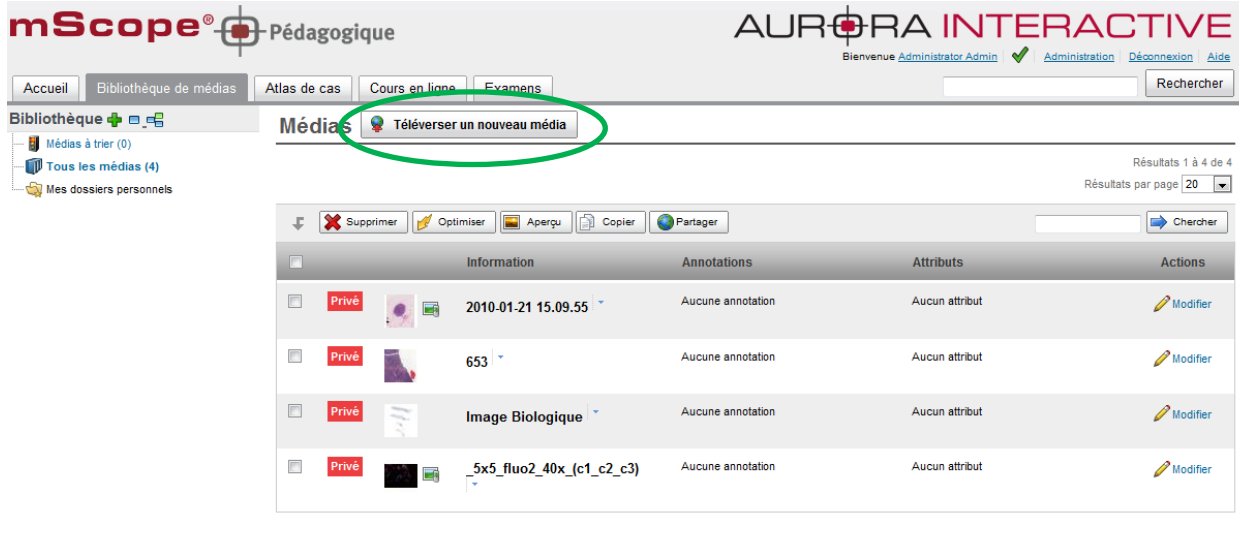 mScope® Pédagogique
AURORA INTERACTIVE
Bienvenue Administrator Admin Administration Déconnexion Aide
Accueil Bibliothèque de médias Atlas de cas Cours en ligne Examens Rechercher
Bibliothèque
Médias à trier (0)
Tous les médias (4)
Mes dossiers personnels
Médias Téléverser un nouveau média
Résultats 1 à 4 de 4
Résultats par page 20
Supprimer Optimiser Aperçu Copier Partager Chercher
Information Annotations Attributs Actions
Privé 2010-01-21 15.09.55 Aucune annotation Aucun attribut Modifier
Privé 653 Aucune annotation Aucun attribut Modifier
Privé Image Biologique Aucune annotation Aucun attribut Modifier
Privé _5x5_fluo2_40x_(c1_c2_c3) Aucune annotation Aucun attribut Modifier